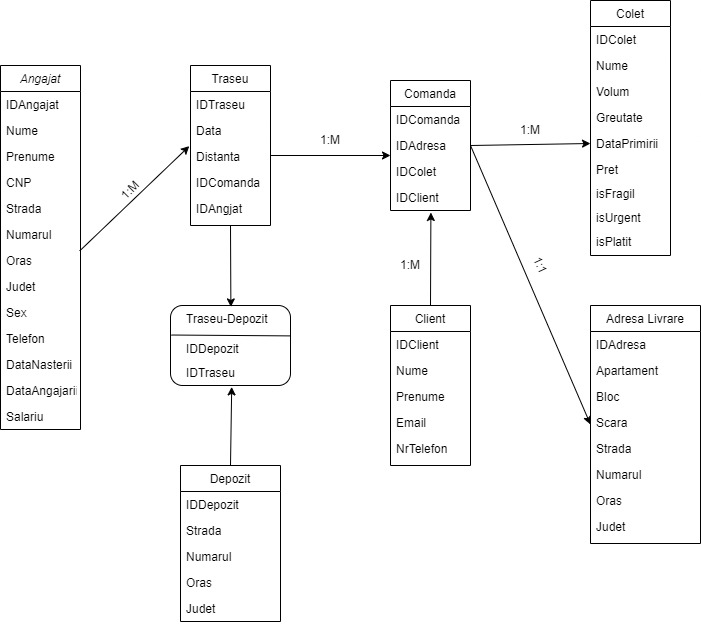 Angajat
IDAngajat
Nume
Prenume
CNP
Strada
Numarul
Oras
Judet
Sex
Telefon
DataNasterii
DataAngajarii
Salariu
1:M
Traseu
IDTraseu
Data
Distanta
IDComanda
IDAngjat
1:M
Traseu-Depozit
IDDepozit
IDTraseu
Depozit
IDDepozit
Strada
Numarul
Oras
Judet
Comanda
IDComanda
IDAdresa
IDColet
IDClient
1:M
Client
IDClient
Nume
Prenume
Email
NrTelefon
1:M
1:1
Colet
IDColet
Nume
Volum
Greutate
DataPrimirii
Pret
isFragil
isUrgent
isPlatit
Adresa Livrare
IDAdresa
Apartament
Bloc
Scara
Strada
Numarul
Oras
Judet